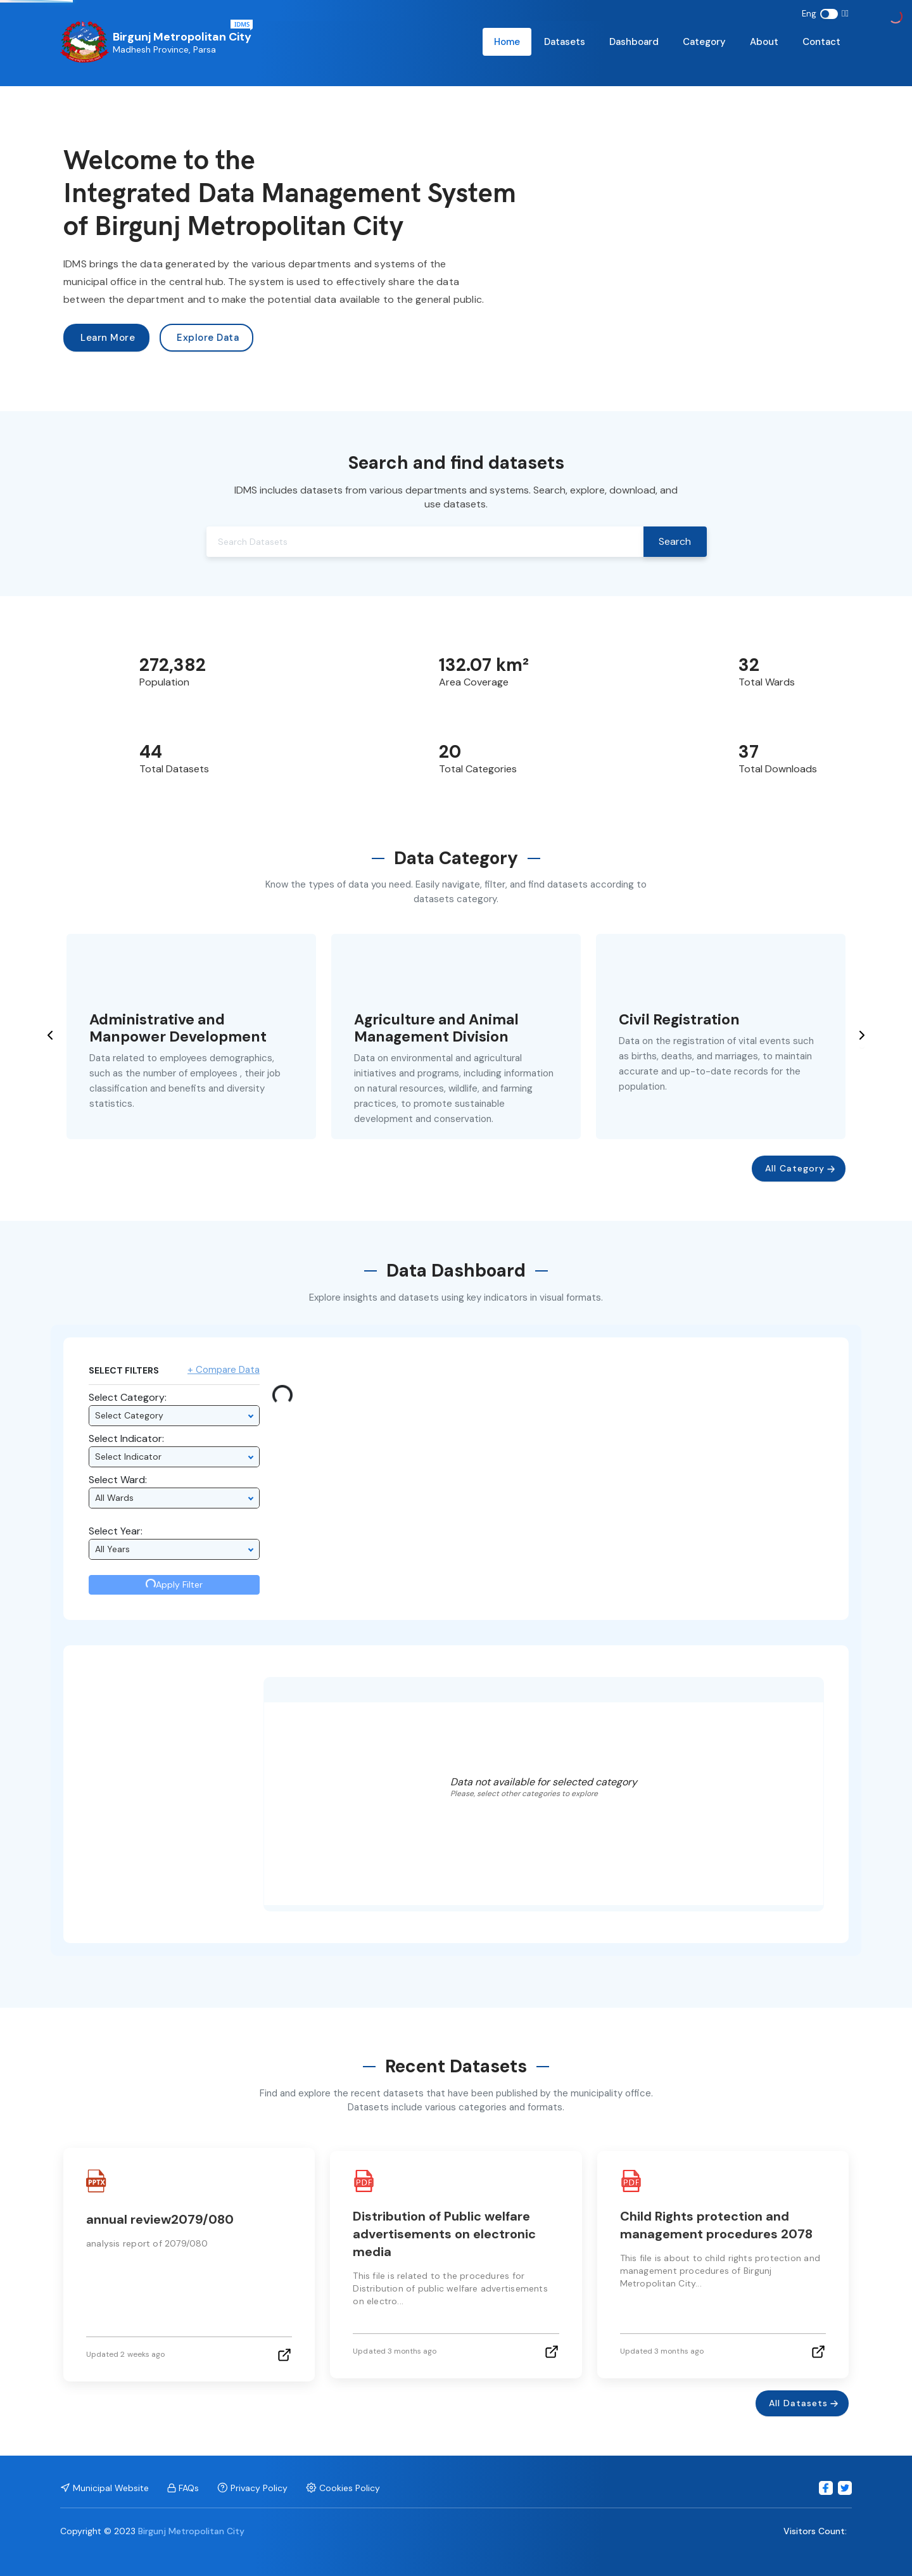 Eng
IDMS
Birgunj Metropolitan City
Madhesh Province, Parsa
Home
Datasets
Dashboard
Category
About
Contact
Welcome to the
Integrated Data Management System
of Birgunj Metropolitan City
IDMS brings the data generated by the various departments and systems of the
municipal office in the central hub. The system is used to effectively share the data
between the department and to make the potential data available to the general public.
Learn More
Explore Data
Search and find datasets
IDMS includes datasets from various departments and systems. Search, explore, download, and
use datasets.
Search Datasets
Search
272,382
Population
132.07 km²
Area Coverage
32
Total Wards
44
Total Datasets
20
Total Categories
37
Total Downloads
Data Category
Know the types of data you need. Easily navigate, filter, and find datasets according to
datasets category.
Administrative and
Manpower Development
Data related to employees demographics,
such as the number of employees , their job
classification and benefits and diversity
statistics.
Agriculture and Animal
Management Division
Data on environmental and agricultural
initiatives and programs, including information
on natural resources, wildlife, and farming
practices, to promote sustainable
development and conservation.
Civil Registration
Data on the registration of vital events such
as births, deaths, and marriages, to maintain
accurate and up-to-date records for the
population.
All Category
Data Dashboard
Explore insights and datasets using key indicators in visual formats.
SELECT FILTERS
+ Compare Data
Select Category:
Select Category
Select Indicator:
Select Indicator
Select Ward:
All Wards
Select Year:
All Years
Apply Filter
Data not available for selected category
Please, select other categories to explore
Recent Datasets
Find and explore the recent datasets that have been published by the municipality office.
Datasets include various categories and formats.
PPTX
annual review2079/080
analysis report of 2079/080
Updated 2 weeks ago
PDF
Distribution of Public welfare
advertisements on electronic
media
This file is related to the procedures for
Distribution of public welfare advertisements
on electro...
Updated 3 months ago
PDF
Child Rights protection and
management procedures 2078
This file is about to child rights protection and
management procedures of Birgunj
Metropolitan City...
Updated 3 months ago
All Datasets
Municipal Website
FAQs
Privacy Policy
Cookies Policy
Copyright © 2023 Birgunj Metropolitan City
Visitors Count: